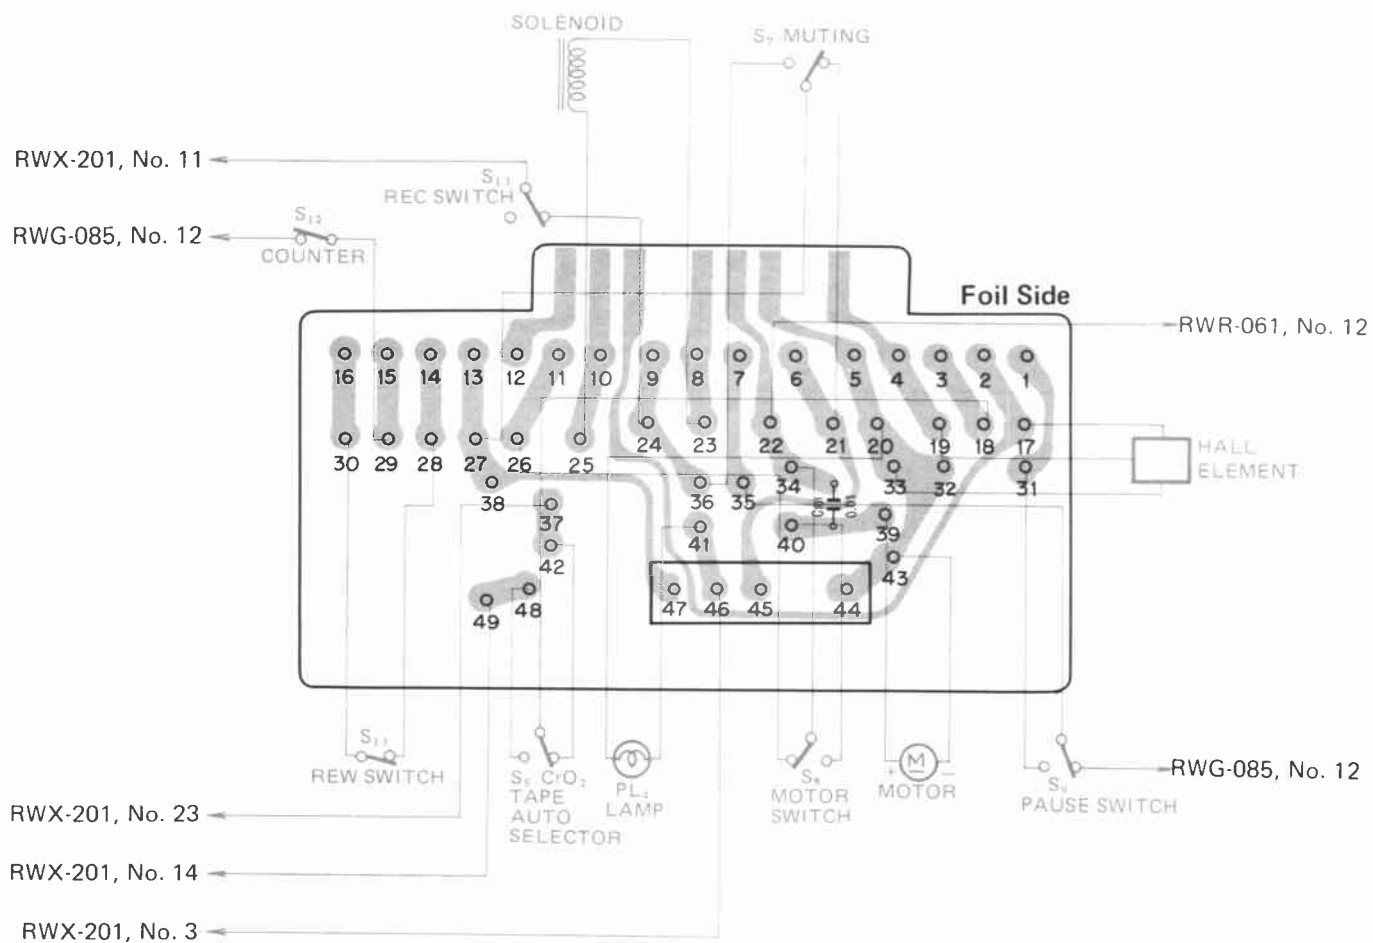 SOLENOID
S₇ MUTING
RWX-201, No. 11
S₁₁
REC SWITCH
S₁₂
RWG-085, No. 12
COUNTER
Foil Side
RWR-061, No. 12
16 15 14 13 12 11 10 9 8 7 6 5 4 3 2 1
30 29 28 27 26 25 24 23 22 21 20 19 18 17
HALL
ELEMENT
38 36 35 34 33 32 31
37 41 40 39
0.01
42 43
49 48 47 46 45 44
REW SWITCH
S₅ CrO₂
TAPE
AUTO
SELECTOR
PL₂
LAMP
S₈
MOTOR
SWITCH
+ M −
MOTOR
S₉
PAUSE SWITCH
RWG-085, No. 12
RWX-201, No. 23
RWX-201, No. 14
RWX-201, No. 3